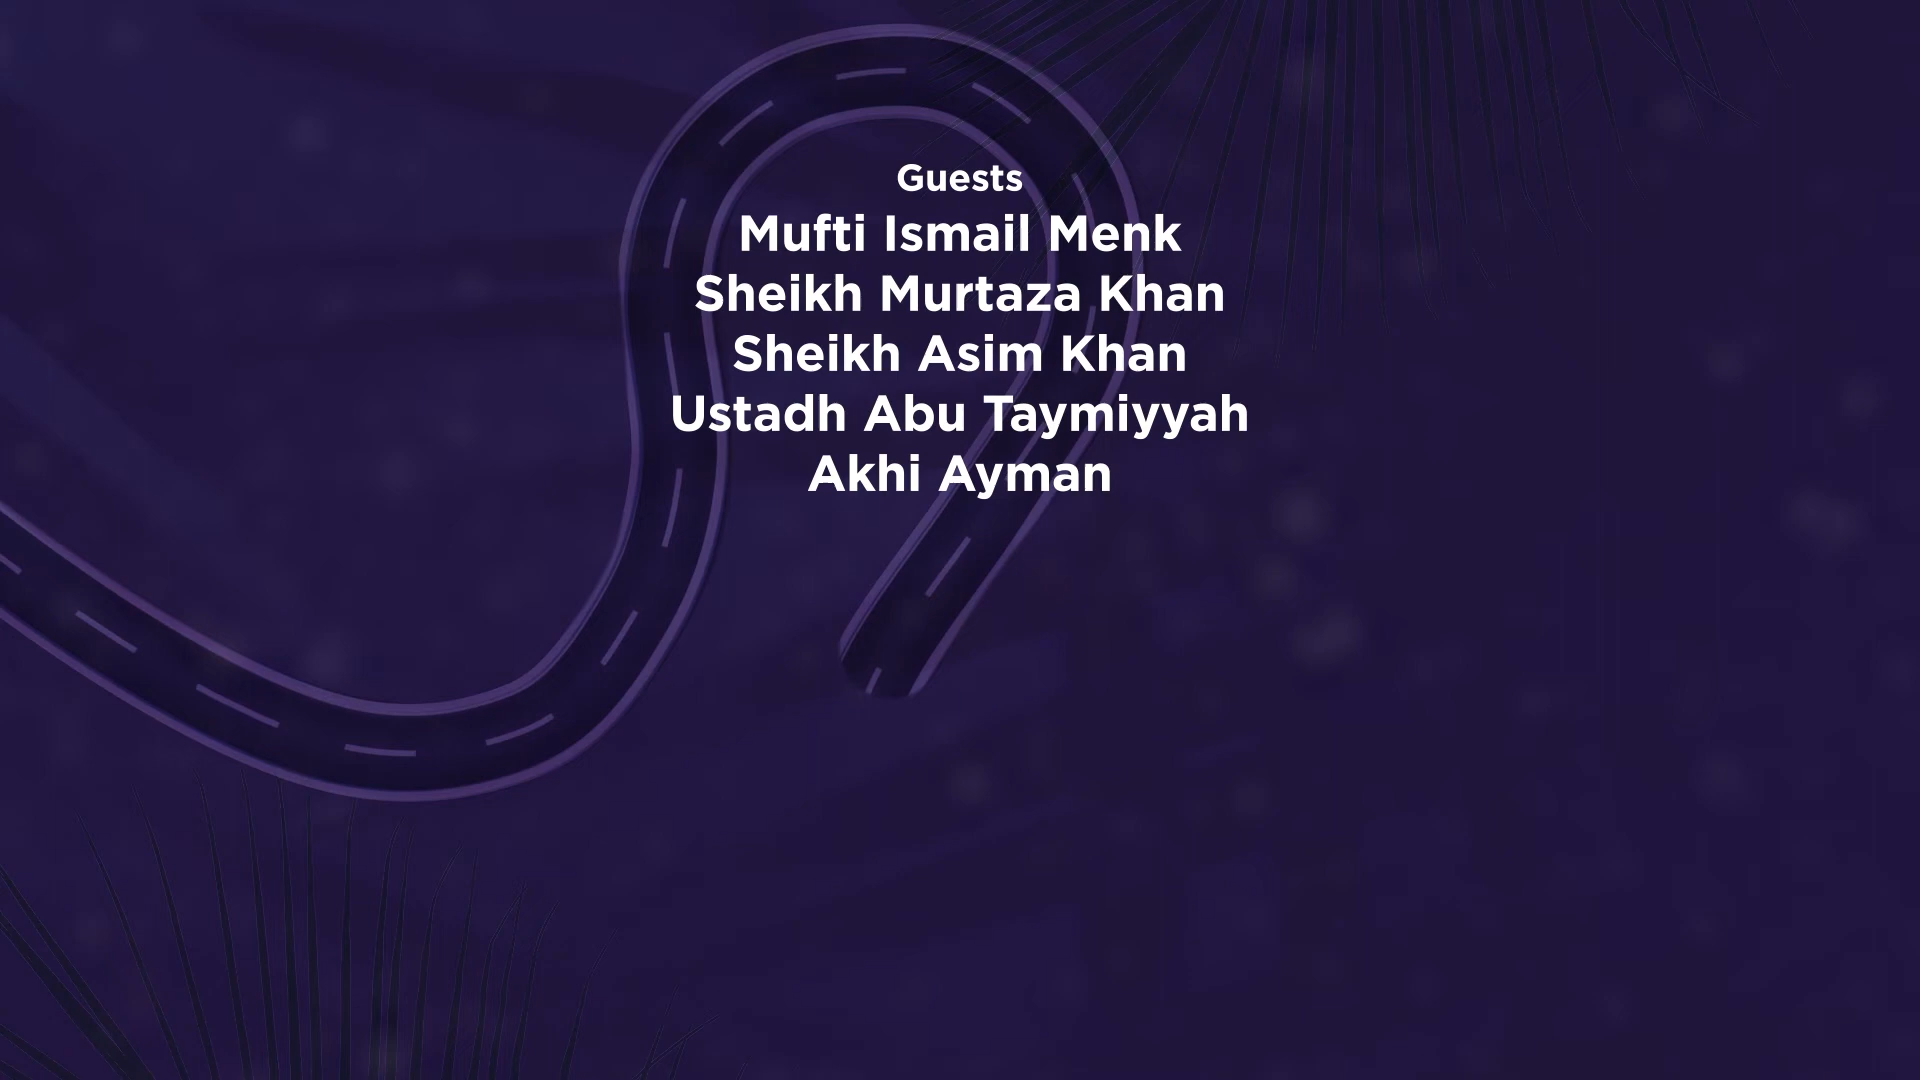 Guests
Mufti Ismail Menk
Sheikh Murtaza Khan
Sheikh Asim Khan
Ustadh Abu Taymiyyah
Akhi Ayman